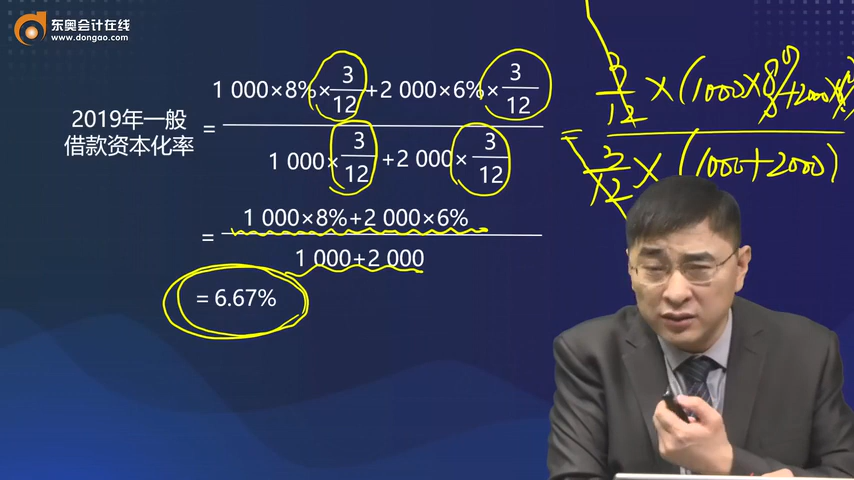 东奥会计在线
www.dongao.com
1 000×8%×3/12+2 000×6%×3/12
2019年一般
借款资本化率
=
1 000×3/12+2 000×3/12
= 1 000×8%+2 000×6%
1 000+2 000
= 6.67%
3/12×(1000×8%+2000×
=
3/12×(1000+2000)